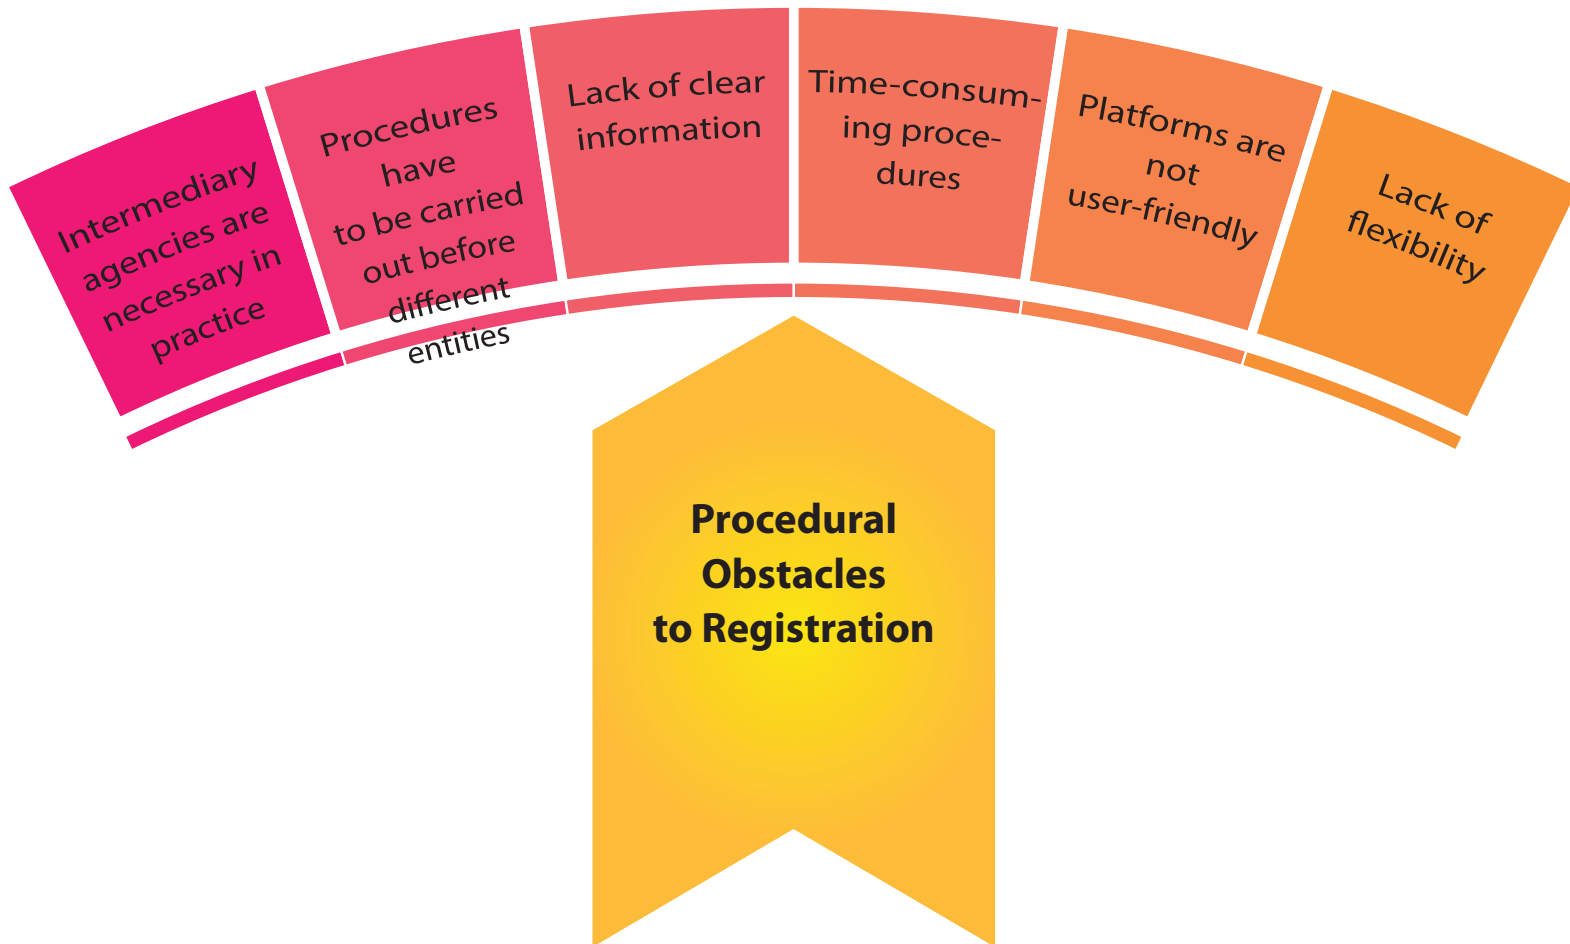 Intermediary
agencies are
necessary in
practice
Procedures
have
to be carried
out before
different
entities
Lack of clear
information
Time-consum-
ing proce-
dures
Platforms are
not
user-friendly
Lack of
flexibility
Procedural
Obstacles
to Registration